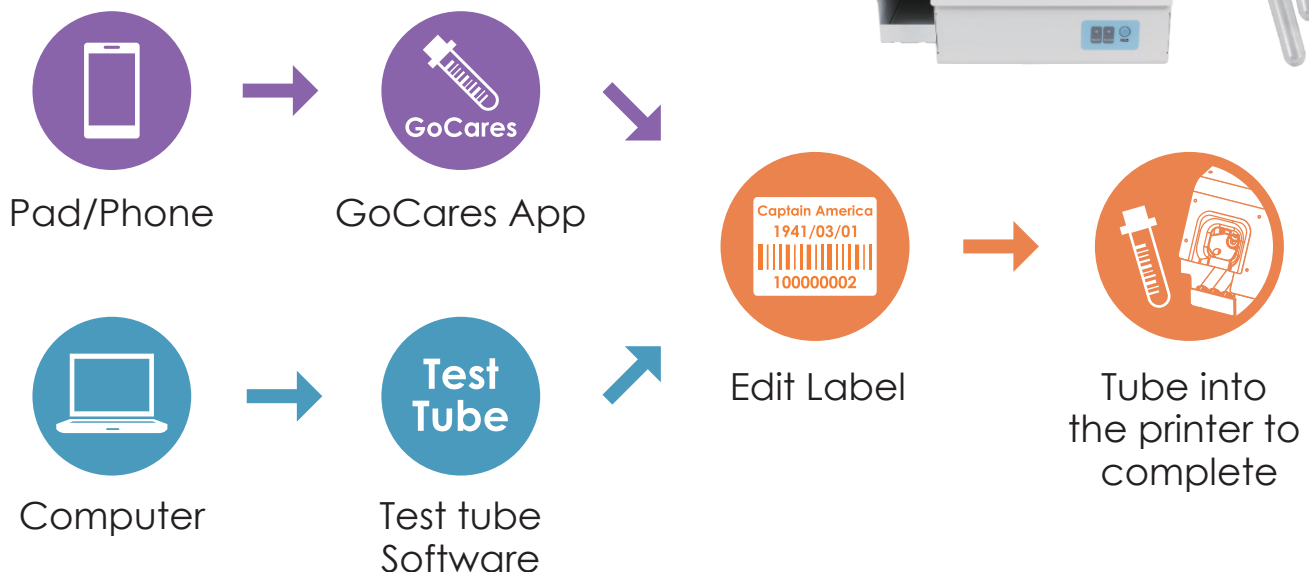 GoCares
Pad/Phone
GoCares App
Captain America
1941/03/01
100000002
Edit Label
Tube into
the printer to
complete
Test
Tube
Computer
Test tube
Software